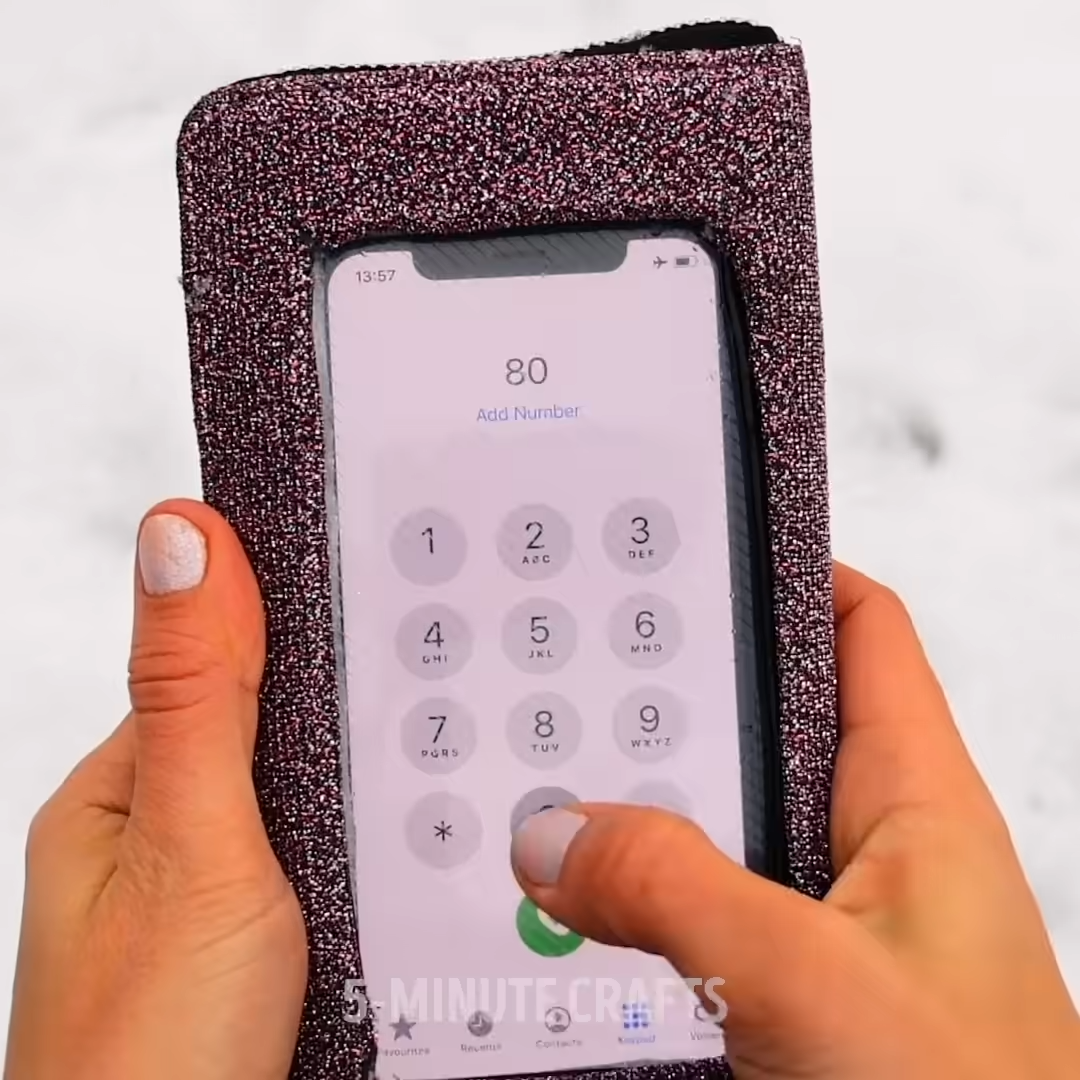 13:57
80
Add Number
1 2 3
ABC DEF
4 5 6
GHI JKL MNO
7 8 9
PQRS TUV WXYZ
*
5-MINUTE CRAFTS
Favourites Recents Contacts Keypad